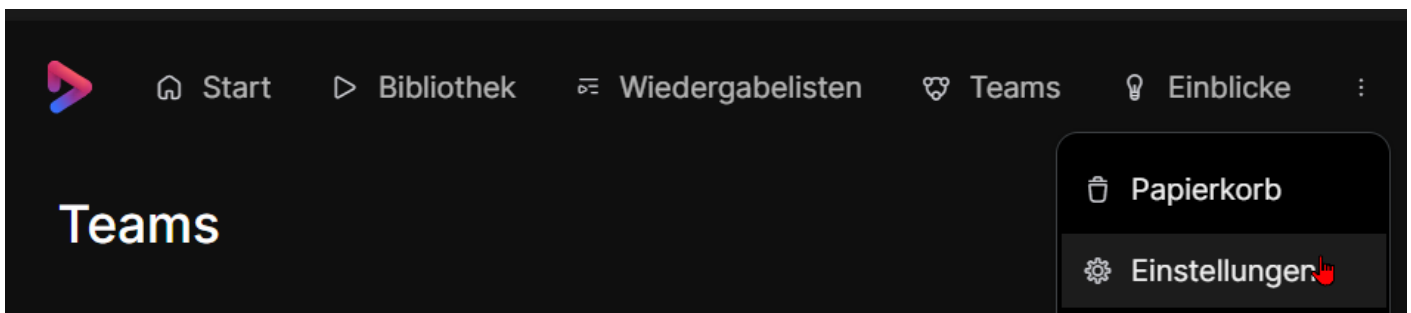 Start Bibliothek Wiedergabelisten Teams Einblicke
Teams
Papierkorb
Einstellungen